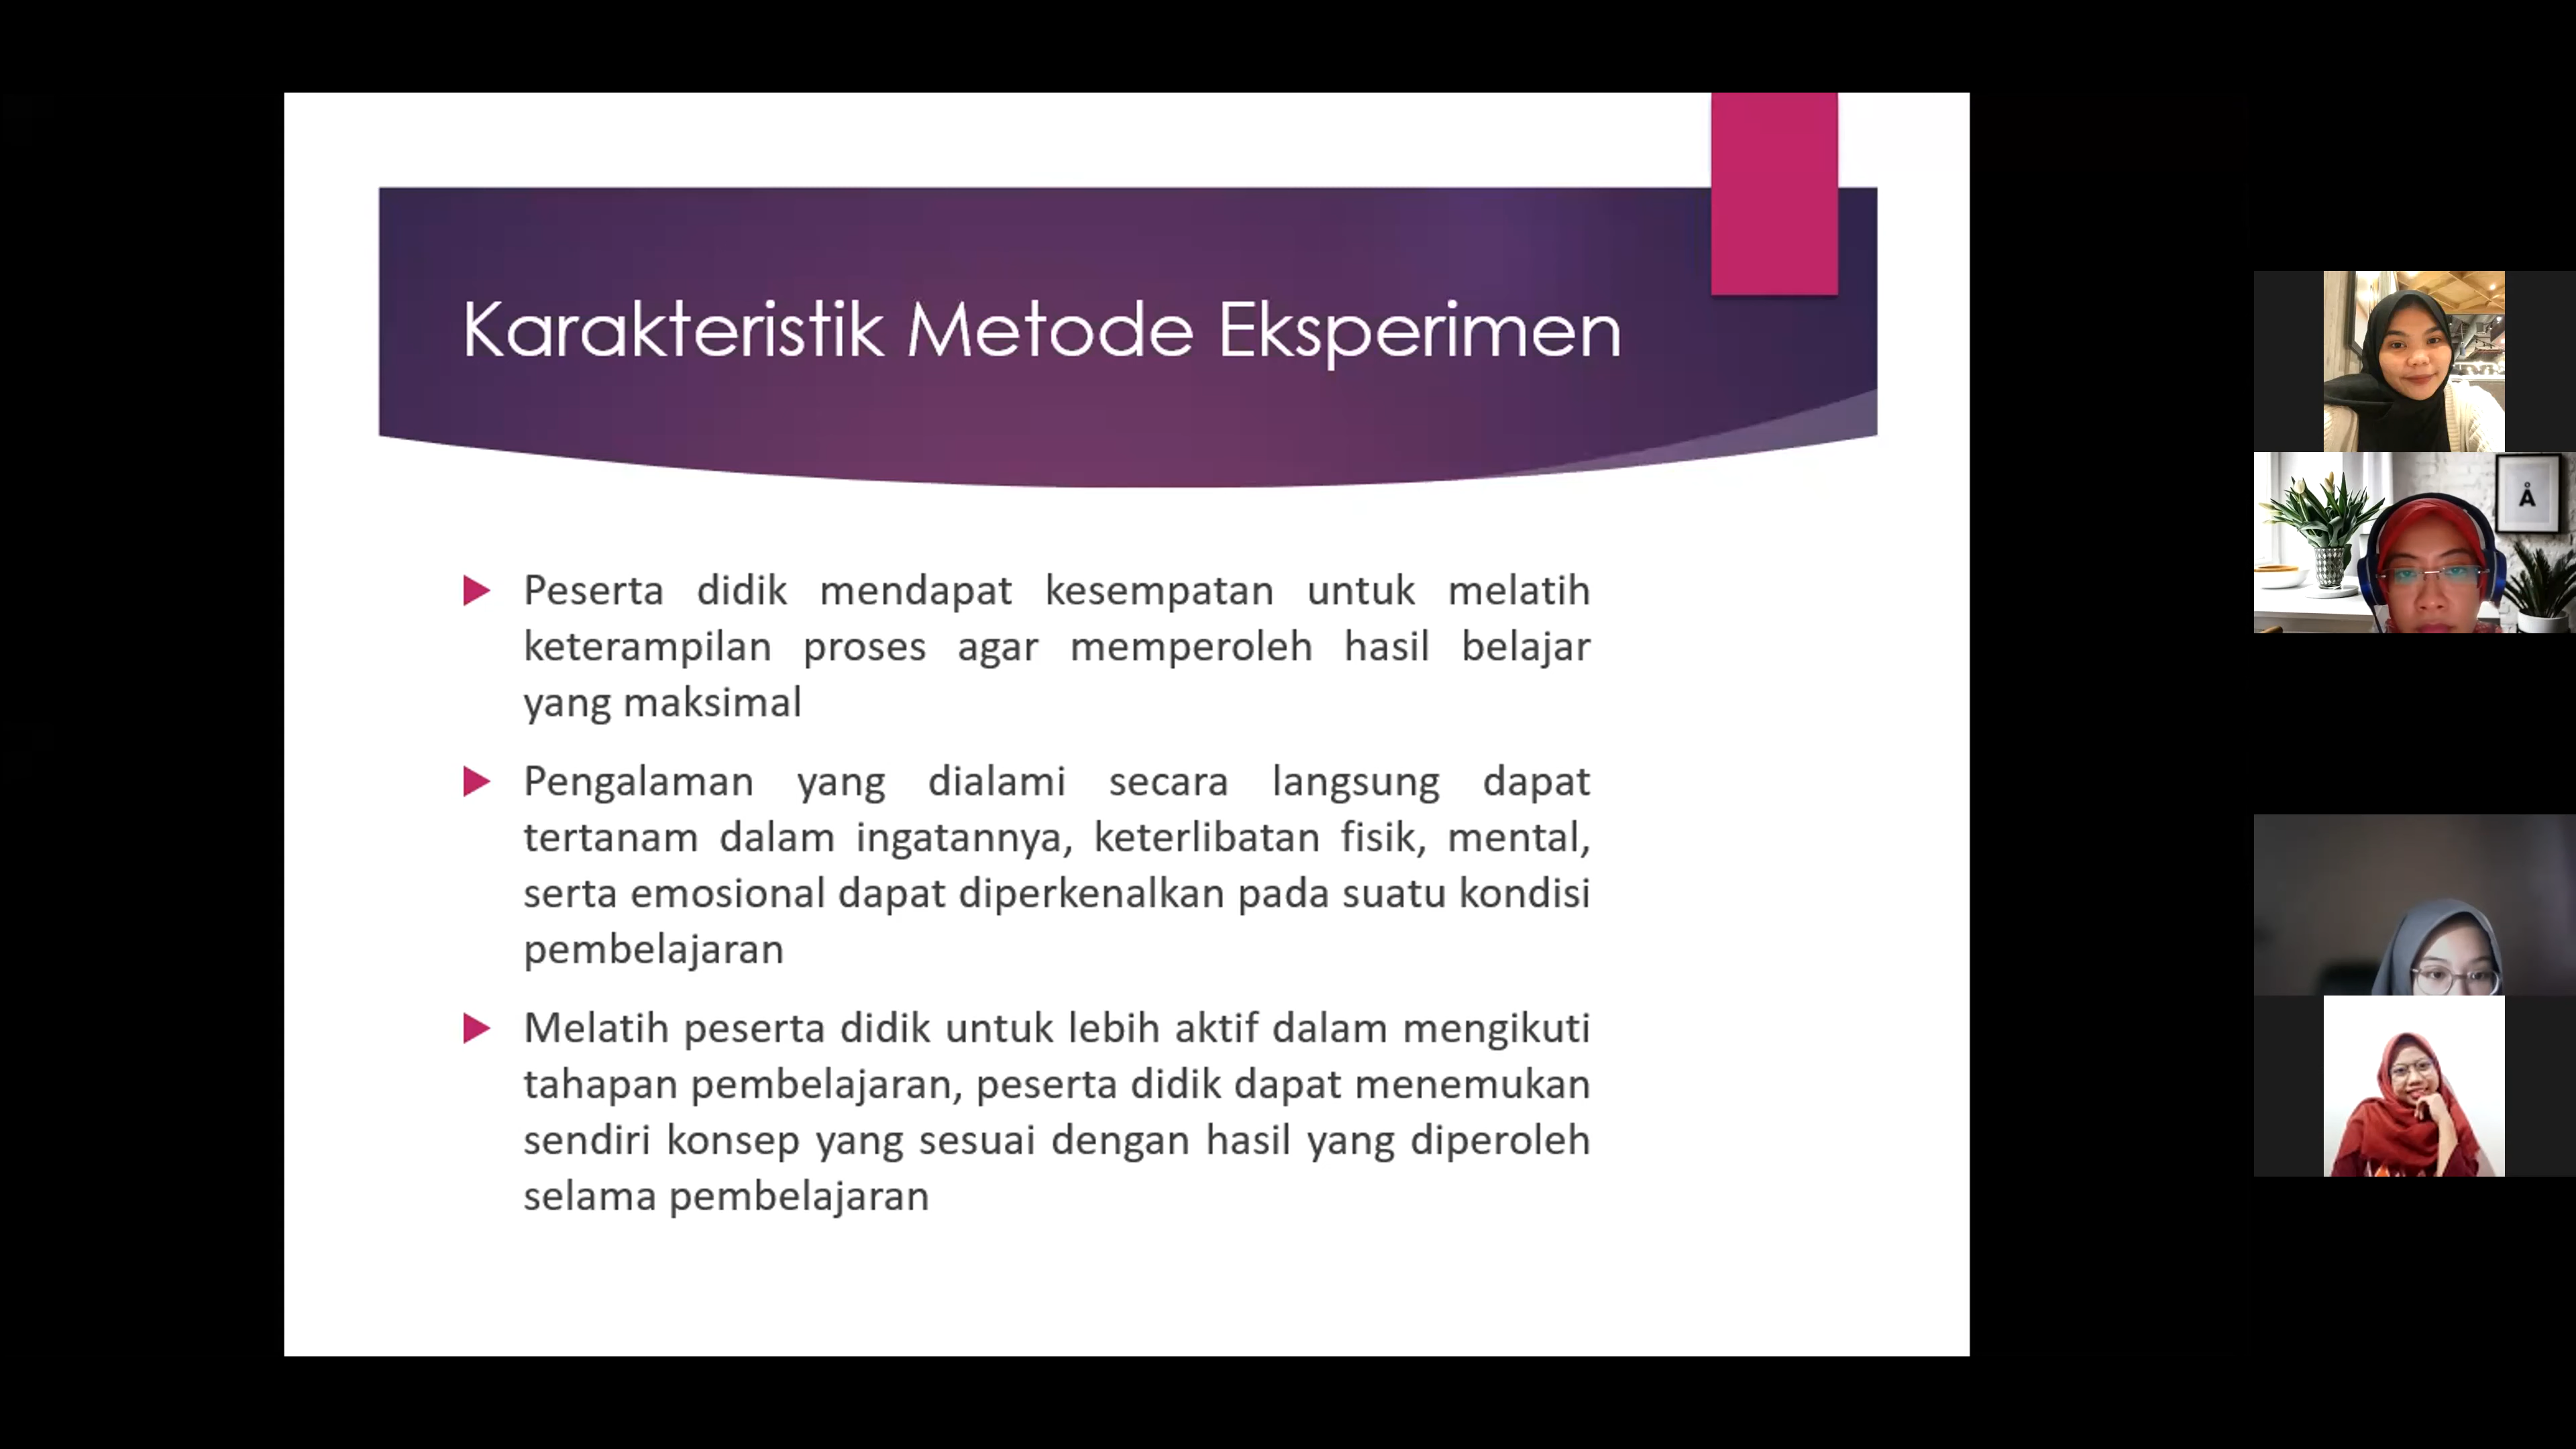 Karakteristik Metode Eksperimen
Peserta didik mendapat kesempatan untuk melatih
keterampilan proses agar memperoleh hasil belajar
yang maksimal
Pengalaman yang dialami secara langsung dapat
tertanam dalam ingatannya, keterlibatan fisik, mental,
serta emosional dapat diperkenalkan pada suatu kondisi
pembelajaran
Melatih peserta didik untuk lebih aktif dalam mengikuti
tahapan pembelajaran, peserta didik dapat menemukan
sendiri konsep yang sesuai dengan hasil yang diperoleh
selama pembelajaran
Å